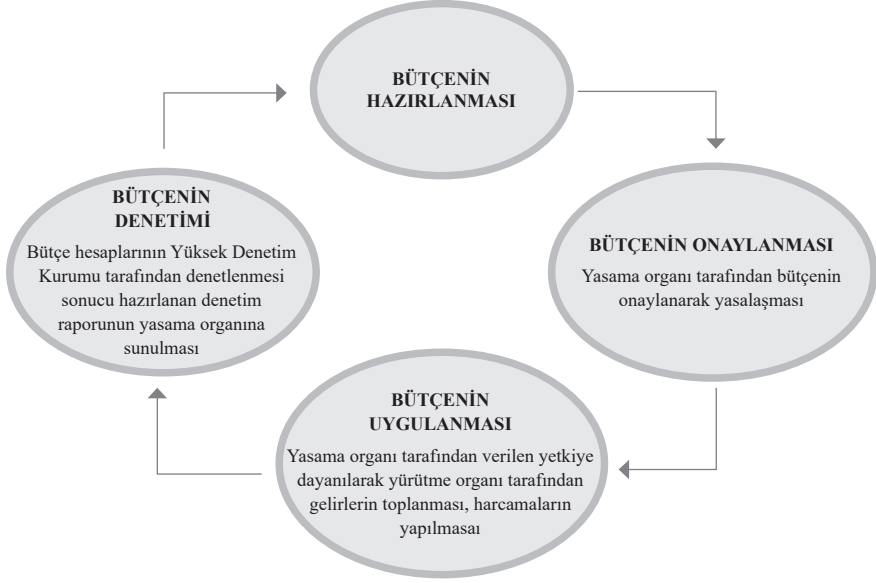 BÜTÇENİN
HAZIRLANMASI
BÜTÇENİN ONAYLANMASI
Yasama organı tarafından bütçenin
onaylanarak yasalaşması
BÜTÇENİN
UYGULANMASI
Yasama organı tarafından verilen yetkiye
dayanılarak yürütme organı tarafından
gelirlerin toplanması, harcamaların
yapılmasaı
BÜTÇENİN
DENETİMİ
Bütçe hesaplarının Yüksek Denetim
Kurumu tarafından denetlenmesi
sonucu hazırlanan denetim
raporunun yasama organına
sunulması